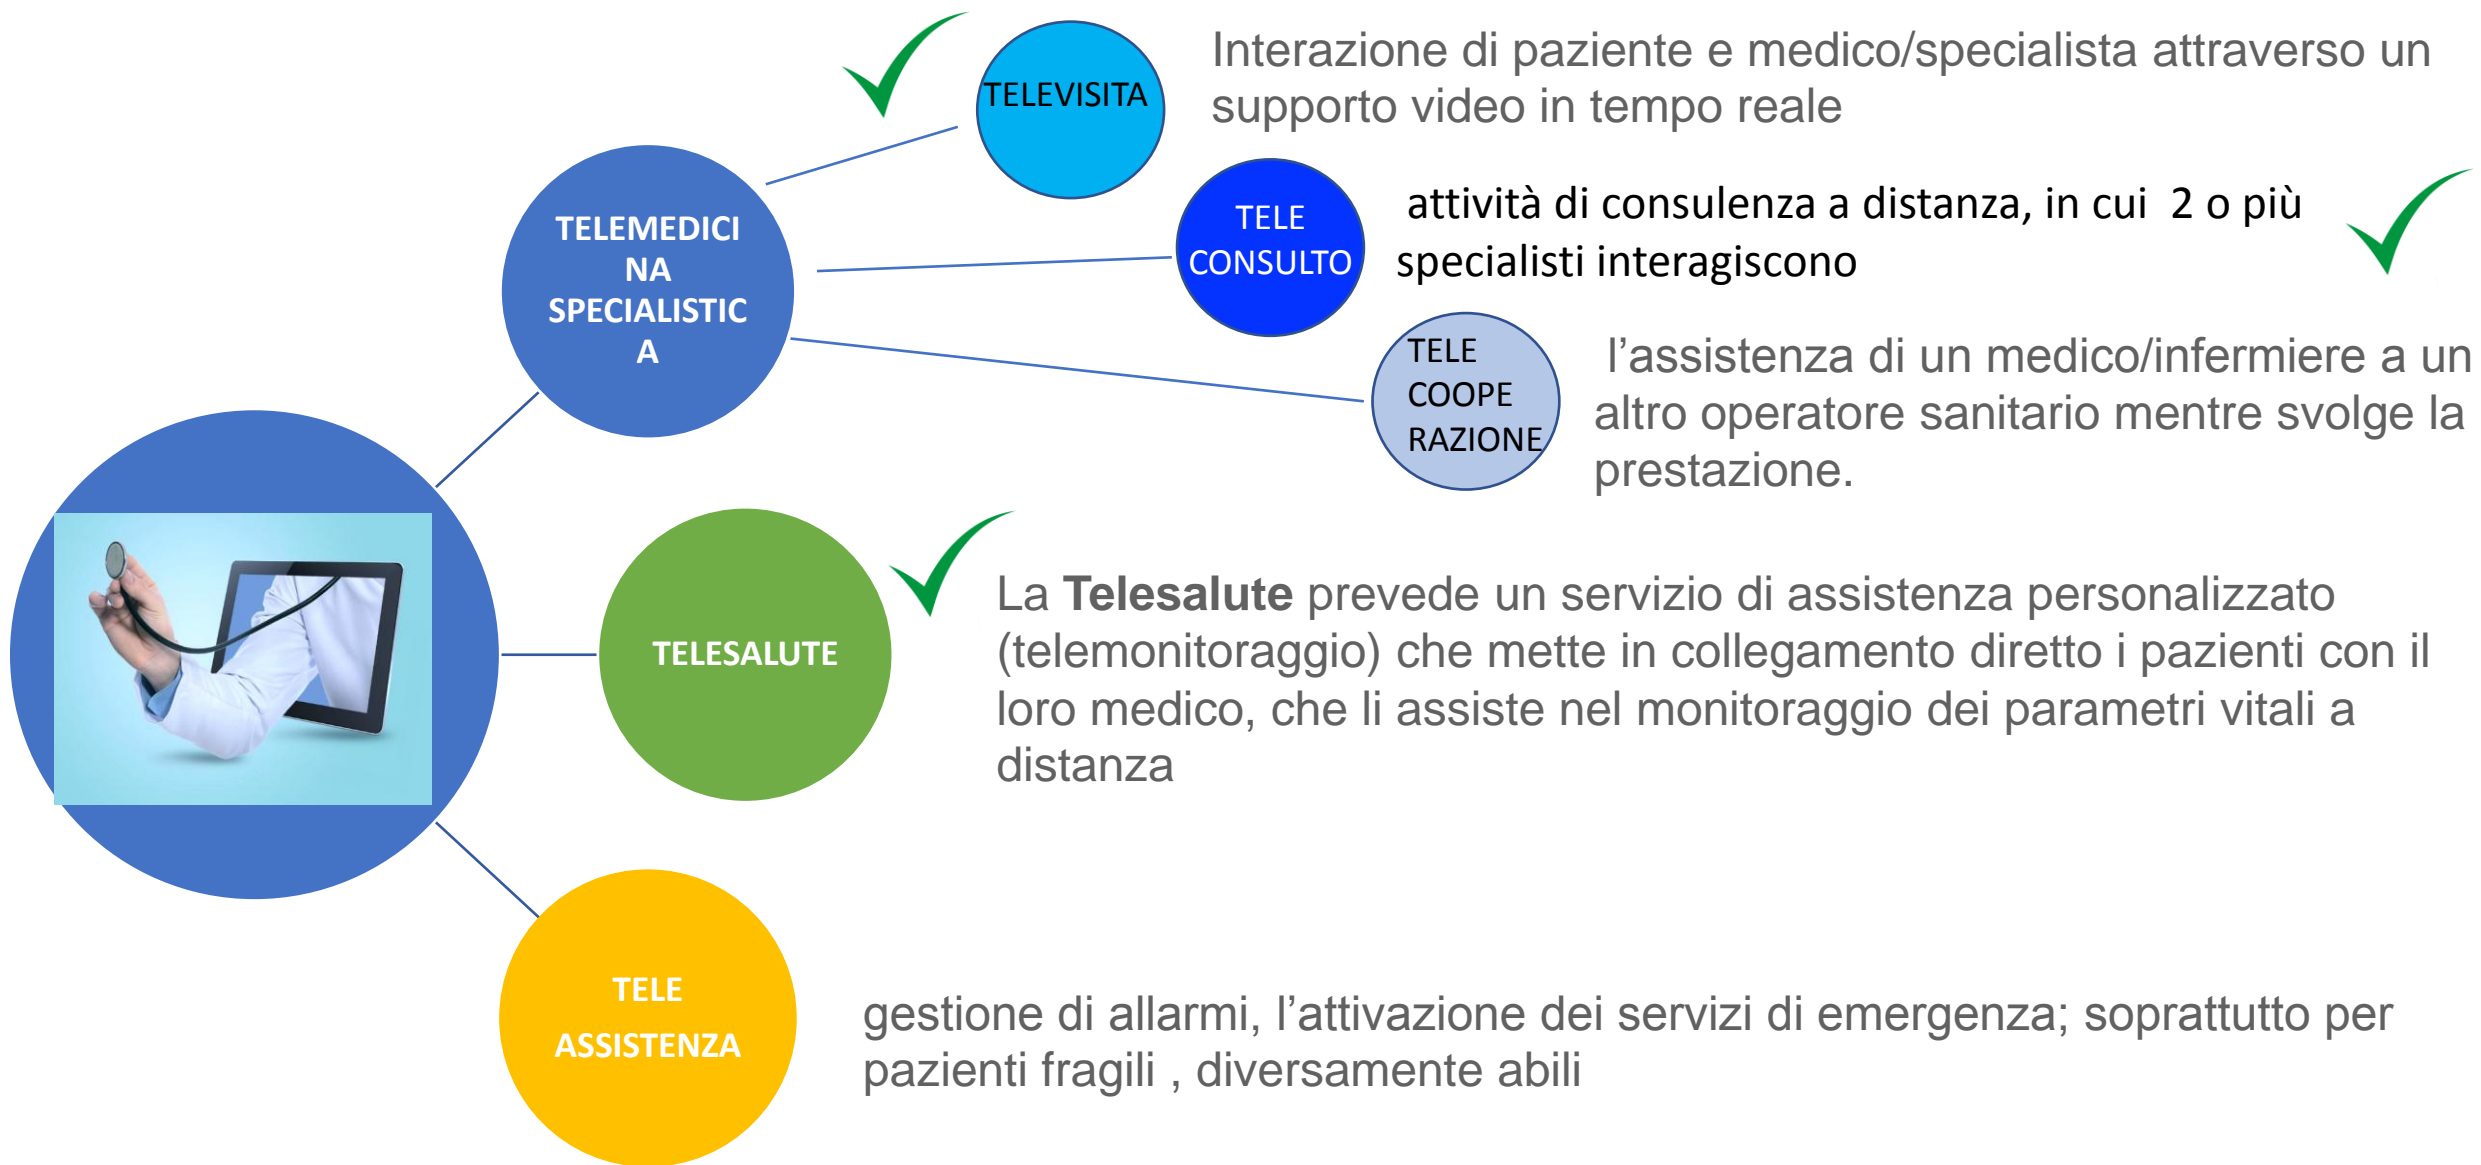 TELEVISITA
Interazione di paziente e medico/specialista attraverso un
supporto video in tempo reale
TELEMEDICI
NA
SPECIALISTIC
A
TELE
CONSULTO
attività di consulenza a distanza, in cui 2 o più
specialisti interagiscono
TELE
COOPE
RAZIONE
l’assistenza di un medico/infermiere a un
altro operatore sanitario mentre svolge la
prestazione.
TELESALUTE
La Telesalute prevede un servizio di assistenza personalizzato
(telemonitoraggio) che mette in collegamento diretto i pazienti con il
loro medico, che li assiste nel monitoraggio dei parametri vitali a
distanza
TELE
ASSISTENZA
gestione di allarmi, l’attivazione dei servizi di emergenza; soprattutto per
pazienti fragili , diversamente abili